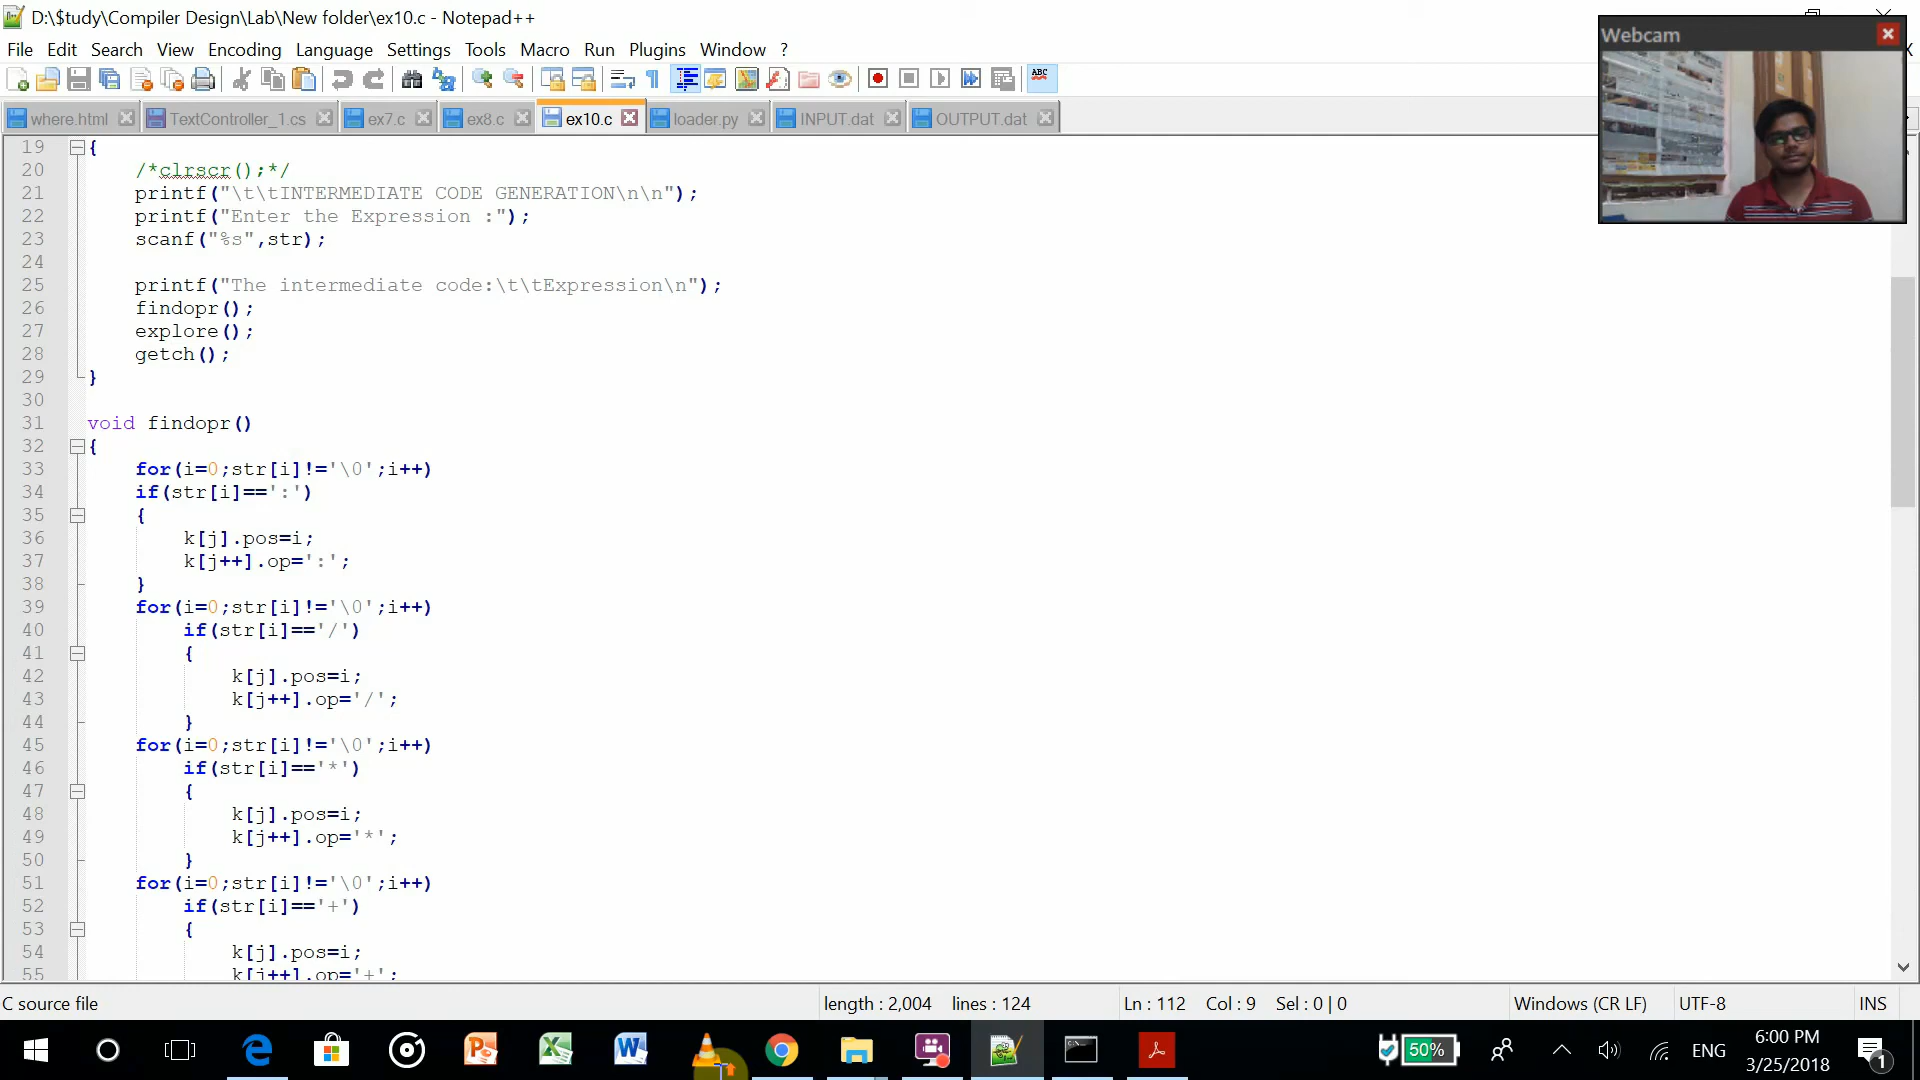 D:\$tudy\Compiler Design\Lab\New folder\ex10.c - Notepad++
File Edit Search View Encoding Language Settings Tools Macro Run Plugins Window ?
where.html TextController_1.cs ex7.c ex8.c ex10.c loader.py INPUT.dat OUTPUT.dat
Webcam
19 {
20 /*clrscr();*/
21 printf("\t\tINTERMEDIATE CODE GENERATION\n\n");
22 printf("Enter the Expression :");
23 scanf("%s",str);
24
25 printf("The intermediate code:\t\tExpression\n");
26 findopr();
27 explore();
28 getch();
29 }
30
31 void findopr()
32 {
33 for(i=0;str[i]!='\0';i++)
34 if(str[i]==':')
35 {
36 k[j].pos=i;
37 k[j++].op=':';
38 }
39 for(i=0;str[i]!='\0';i++)
40 if(str[i]=='/')
41 {
42 k[j].pos=i;
43 k[j++].op='/';
44 }
45 for(i=0;str[i]!='\0';i++)
46 if(str[i]=='*')
47 {
48 k[j].pos=i;
49 k[j++].op='*';
50 }
51 for(i=0;str[i]!='\0';i++)
52 if(str[i]=='+')
53 {
54 k[j].pos=i;
55 k[j++].op='+';
C source file length : 2,004 lines : 124 Ln : 112 Col : 9 Sel : 0 | 0 Windows (CR LF) UTF-8 INS
50% ENG 6:00 PM
3/25/2018 1